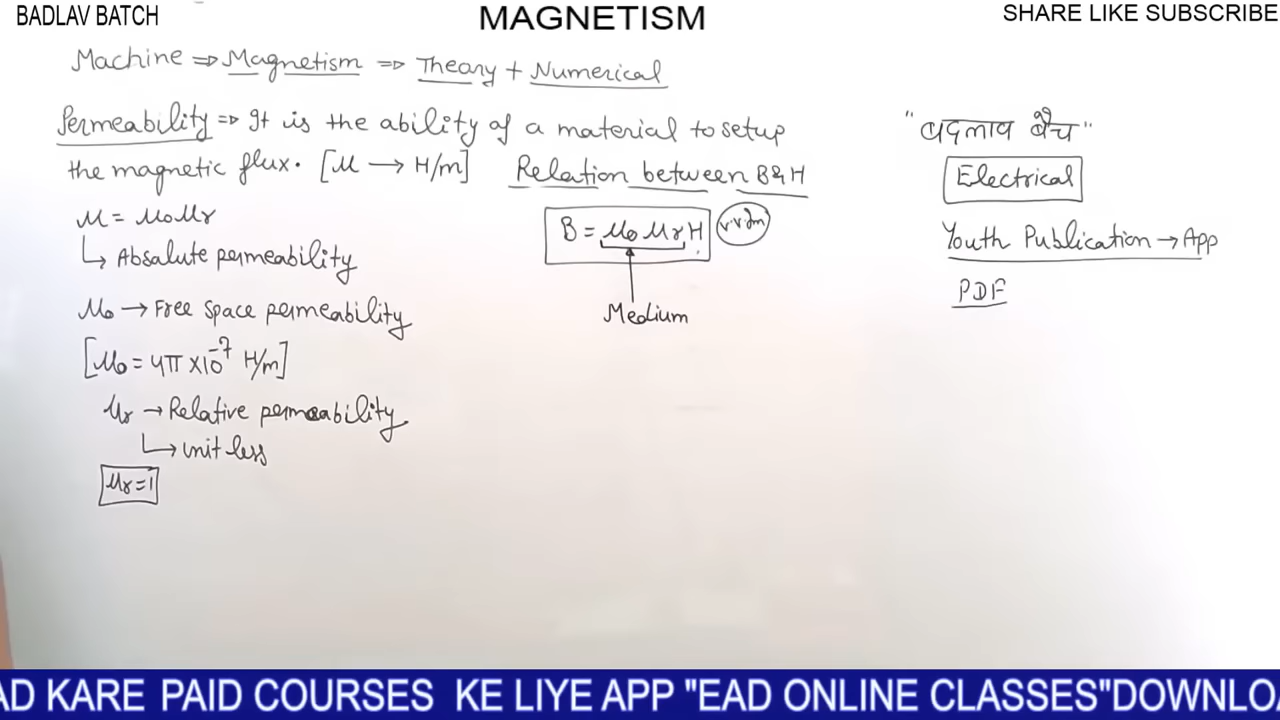 BADLAV BATCH
MAGNETISM
SHARE LIKE SUBSCRIBE
Machine ⇒ Magnetism ⇒ Theory + Numerical
Permeability ⇒ It is the ability of a material to setup
the magnetic flux. [μ → H/m]
μ = μ₀μr
↳ Absolute permeability
μ₀ → Free Space permeability
[μ₀ = 4π × 10⁻⁷ H/m]
μr → Relative permeability
↳ unit less
μr = 1
Relation between B & H
B = μ₀ μr H
v.v.Im
Medium
"बदलाव बैच"
Electrical
Youth Publication → App
PDF
AD KARE PAID COURSES KE LIYE APP "EAD ONLINE CLASSES"DOWNLO